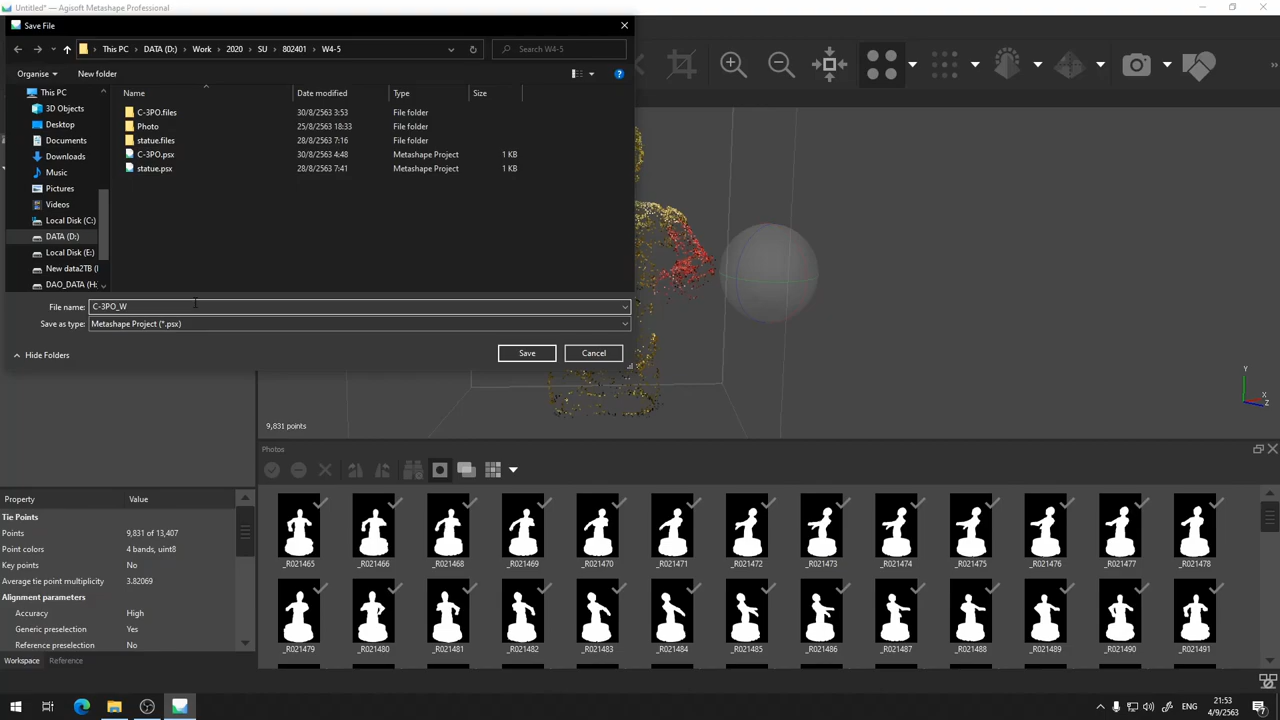 Untitled* — Agisoft Metashape Professional
Save File
This PC > DATA (D:) > Work > 2020 > SU > 802401 > W4-5
Search W4-5
Organise
New folder
Name
Date modified
Type
Size
This PC
3D Objects
Desktop
Documents
Downloads
Music
Pictures
Videos
Local Disk (C:)
DATA (D:)
Local Disk (E:)
New data2TB (I
DAO_DATA (H:
C-3PO.files 30/8/2563 3:53 File folder
Photo 25/8/2563 18:33 File folder
statue.files 28/8/2563 7:16 File folder
C-3PO.psx 30/8/2563 4:48 Metashape Project 1 KB
statue.psx 28/8/2563 7:41 Metashape Project 1 KB
File name: C-3PO_W
Save as type: Metashape Project (*.psx)
Hide Folders
Save
Cancel
9,831 points
Y
X
Z
Photos
_R021465 _R021466 _R021468 _R021469 _R021470 _R021471 _R021472 _R021473 _R021474 _R021475 _R021476 _R021477 _R021478
_R021479 _R021480 _R021481 _R021482 _R021483 _R021484 _R021485 _R021486 _R021487 _R021488 _R021489 _R021490 _R021491
Property Value
Tie Points
Points 9,831 of 13,407
Point colors 4 bands, uint8
Key points No
Average tie point multiplicity 3.82069
Alignment parameters
Accuracy High
Generic preselection Yes
Reference preselection No
Workspace Reference
ENG
21:53
4/9/2563
7